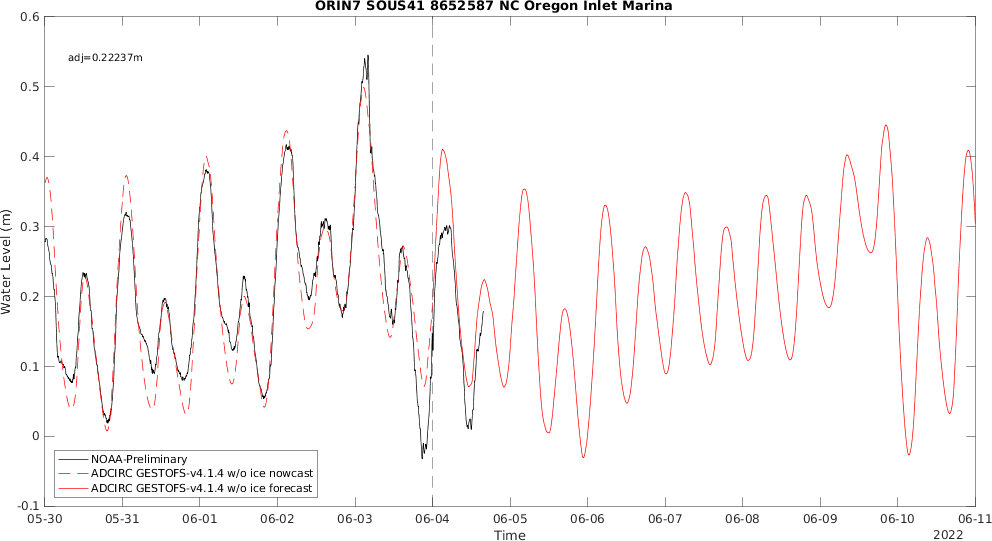 ORIN7 SOUS41 8652587 NC Oregon Inlet Marina
adj=0.22237m
Water Level (m)
0.6
0.5
0.4
0.3
0.2
0.1
0
-0.1
NOAA-Preliminary
ADCIRC GESTOFS-v4.1.4 w/o ice nowcast
ADCIRC GESTOFS-v4.1.4 w/o ice forecast
05-30 05-31 06-01 06-02 06-03 06-04 06-05 06-06 06-07 06-08 06-09 06-10 06-11
Time
2022